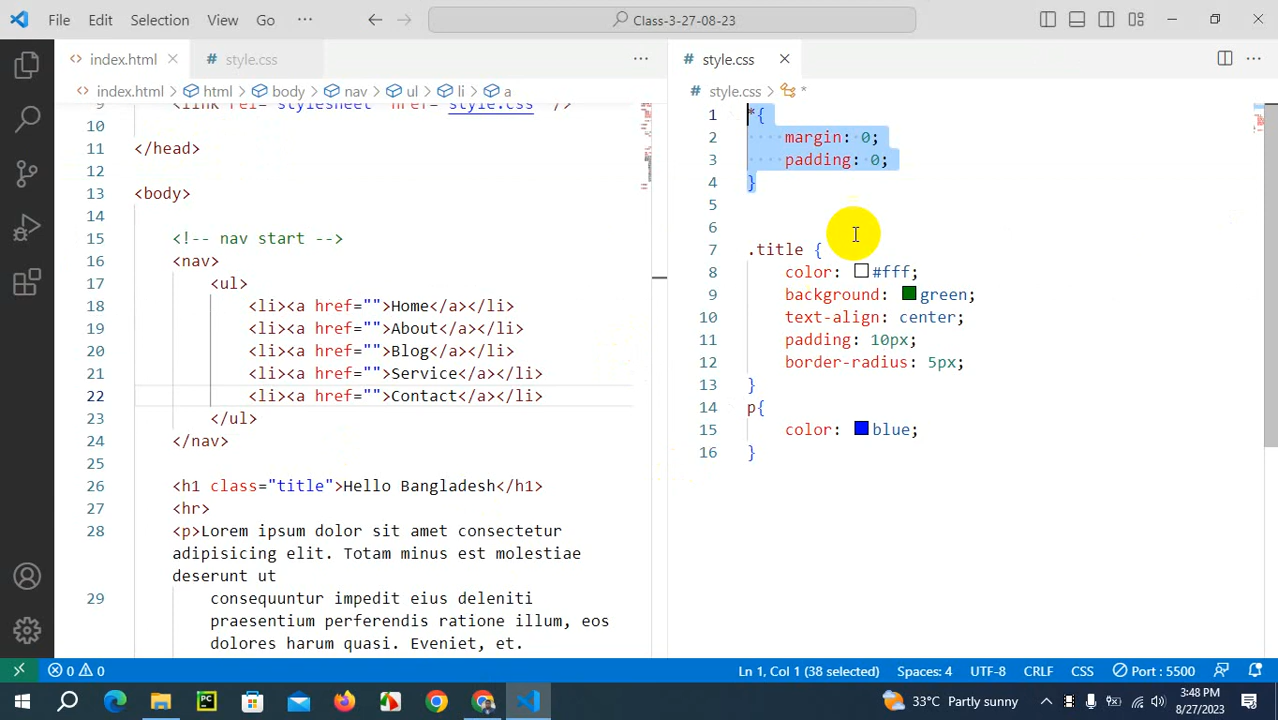 File Edit Selection View Go ··· Class-3-27-08-23
index.html style.css ···
index.html > html > body > nav > ul > li > a
9 <link rel="stylesheet" href="style.css" />
10
11 </head>
12
13 <body>
14
15 <!-- nav start -->
16 <nav>
17 <ul>
18 <li><a href="">Home</a></li>
19 <li><a href="">About</a></li>
20 <li><a href="">Blog</a></li>
21 <li><a href="">Service</a></li>
22 <li><a href="">Contact</a></li>
23 </ul>
24 </nav>
25
26 <h1 class="title">Hello Bangladesh</h1>
27 <hr>
28 <p>Lorem ipsum dolor sit amet consectetur
adipisicing elit. Totam minus est molestiae
deserunt ut
29 consequuntur impedit eius deleniti
praesentium perferendis ratione illum, eos
dolores harum quasi. Eveniet, et.
style.css ···
style.css > *
1 *{
2 margin: 0;
3 padding: 0;
4 }
5
6
7 .title {
8 color: #fff;
9 background: green;
10 text-align: center;
11 padding: 10px;
12 border-radius: 5px;
13 }
14 p{
15 color: blue;
16 }
0 0 Ln 1, Col 1 (38 selected) Spaces: 4 UTF-8 CRLF CSS Port : 5500
PC 33°C Partly sunny 3:48 PM
8/27/2023